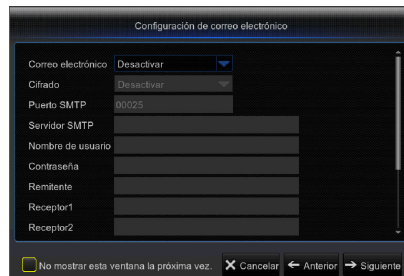 Configuración de correo electrónico
Correo electrónico Desactivar
Cifrado Desactivar
Puerto SMTP 00025
Servidor SMTP
Nombre de usuario
Contraseña
Remitente
Receptor1
Receptor2
No mostrar esta ventana la próxima vez. Cancelar Anterior Siguiente